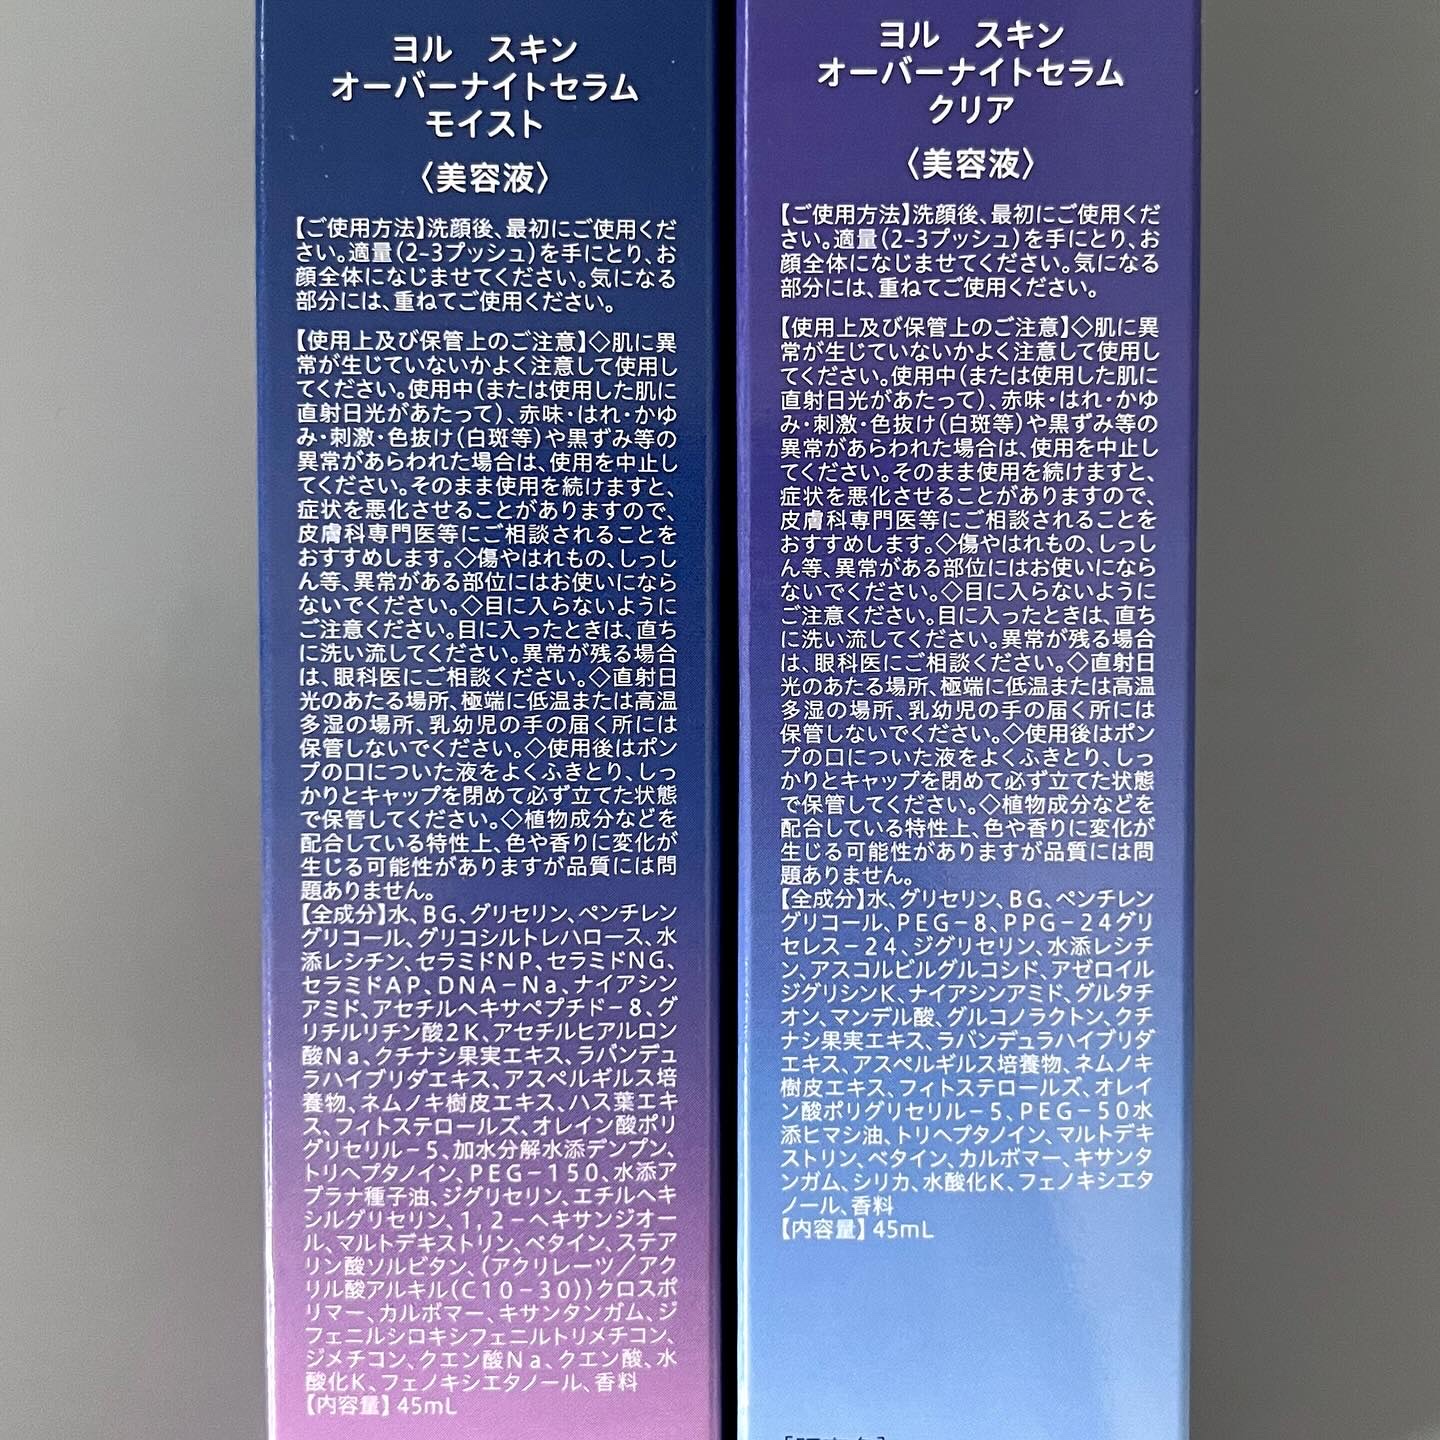 ヨル　スキン
オーバーナイトセラム
モイスト
〈美容液〉
【ご使用方法】洗顔後、最初にご使用くだ
さい。適量(2-3プッシュ)を手にとり、お
顔全体になじませてください。気になる
部分には、重ねてご使用ください。
【使用上及び保管上のご注意】◇肌に異
常が生じていないかよく注意して使用し
てください。使用中(または使用した肌に
直射日光があたって)、赤味・はれ・かゆ
み・刺激・色抜け(白斑等)や黒ずみ等の
異常があらわれた場合は、使用を中止し
てください。そのまま使用を続けますと、
症状を悪化させることがありますので、
皮膚科専門医等にご相談されることを
おすすめします。◇傷やはれもの、しっし
ん等、異常がある部位にはお使いになら
ないでください。◇目に入らないように
ご注意ください。目に入ったときは、直ち
に洗い流してください。異常が残る場合
は、眼科医にご相談ください。◇直射日
光のあたる場所、極端に低温または高温
多湿の場所、乳幼児の手の届く所には
保管しないでください。◇使用後はポン
プの口についた液をよくふきとり、しっ
かりとキャップを閉めて必ず立てた状態
で保管してください。◇植物成分などを
配合している特性上、色や香りに変化が
生じる可能性がありますが品質には問
題ありません。
【全成分】水、BG、グリセリン、ペンチレン
グリコール、グリコシルトレハロース、水
添レシチン、セラミドNP、セラミドNG、
セラミドAP、DNA-Na、ナイアシン
アミド、アセチルヘキサペプチド-8、グ
リチルリチン酸2K、アセチルヒアルロン
酸Na、クチナシ果実エキス、ラバンデュ
ラハイブリダエキス、アスペルギルス培
養物、ネムノキ樹皮エキス、ハス葉エキ
ス、フィトステロールズ、オレイン酸ポリ
グリセリル-5、加水分解水添デンプン、
トリヘプタノイン、PEG-150、水添ア
ブラナ種子油、ジグリセリン、エチルヘキ
シルグリセリン、1,2-ヘキサンジオー
ル、マルトデキストリン、ベタイン、ステア
リン酸ソルビタン、(アクリレーツ/アク
リル酸アルキル(C10-30))クロスポ
リマー、カルボマー、キサンタンガム、ジ
フェニルシロキシフェニルトリメチコン、
ジメチコン、クエン酸Na、クエン酸、水
酸化K、フェノキシエタノール、香料
【内容量】45mL
ヨル　スキン
オーバーナイトセラム
クリア
〈美容液〉
【ご使用方法】洗顔後、最初にご使用くだ
さい。適量(2-3プッシュ)を手にとり、お
顔全体になじませてください。気になる
部分には、重ねてご使用ください。
【使用上及び保管上のご注意】◇肌に異
常が生じていないかよく注意して使用し
てください。使用中(または使用した肌に
直射日光があたって)、赤味・はれ・かゆ
み・刺激・色抜け(白斑等)や黒ずみ等の
異常があらわれた場合は、使用を中止し
てください。そのまま使用を続けますと、
症状を悪化させることがありますので、
皮膚科専門医等にご相談されることを
おすすめします。◇傷やはれもの、しっし
ん等、異常がある部位にはお使いになら
ないでください。◇目に入らないように
ご注意ください。目に入ったときは、直ち
に洗い流してください。異常が残る場合
は、眼科医にご相談ください。◇直射日
光のあたる場所、極端に低温または高温
多湿の場所、乳幼児の手の届く所には
保管しないでください。◇使用後はポン
プの口についた液をよくふきとり、しっ
かりとキャップを閉めて必ず立てた状態
で保管してください。◇植物成分などを
配合している特性上、色や香りに変化が
生じる可能性がありますが品質には問
題ありません。
【全成分】水、グリセリン、BG、ペンチレン
グリコール、PEG-8、PPG-24グリ
セレス-24、ジグリセリン、水添レシチ
ン、アスコルビルグルコシド、アゼロイル
ジグリシンK、ナイアシンアミド、グルタチ
オン、マンデル酸、グルコノラクトン、クチ
ナシ果実エキス、ラバンデュラハイブリダ
エキス、アスペルギルス培養物、ネムノキ
樹皮エキス、フィトステロールズ、オレイ
ン酸ポリグリセリル-5、PEG-50水
添ヒマシ油、トリヘプタノイン、マルトデキ
ストリン、ベタイン、カルボマー、キサンタ
ンガム、シリカ、水酸化K、フェノキシエタ
ノール、香料
【内容量】45mL